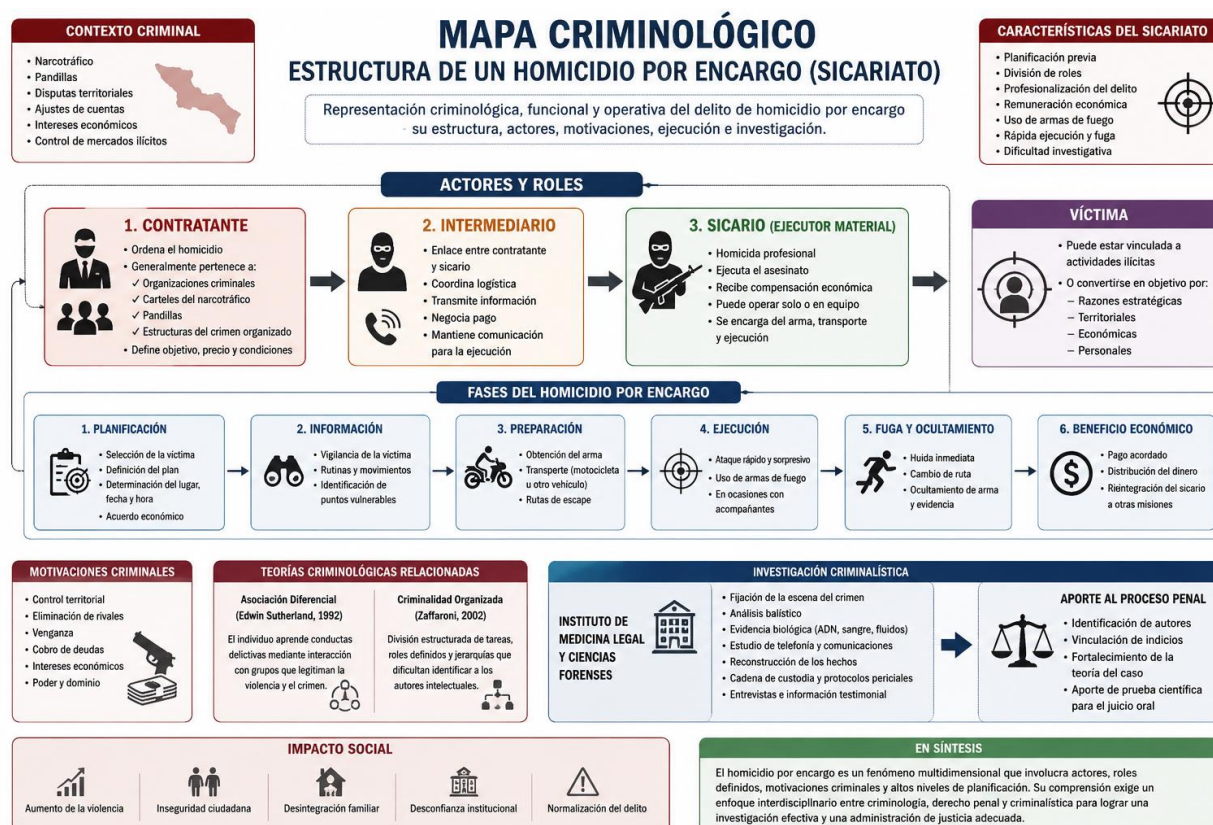 CONTEXTO CRIMINAL
• Narcotráfico
• Pandillas
• Disputas territoriales
• Ajustes de cuentas
• Intereses económicos
• Control de mercados ilícitos
MAPA CRIMINOLÓGICO
ESTRUCTURA DE UN HOMICIDIO POR ENCARGO (SICARIATO)
Representación criminológica, funcional y operativa del delito de homicidio por encargo
su estructura, actores, motivaciones, ejecución e investigación.
CARACTERÍSTICAS DEL SICARIATO
• Planificación previa
• División de roles
• Profesionalización del delito
• Remuneración económica
• Uso de armas de fuego
• Rápida ejecución y fuga
• Dificultad investigativa
ACTORES Y ROLES
1. CONTRATANTE
• Ordena el homicidio
• Generalmente pertenece a:
✓ Organizaciones criminales
✓ Carteles del narcotráfico
✓ Pandillas
✓ Estructuras del crimen organizado
• Define objetivo, precio y condiciones
2. INTERMEDIARIO
• Enlace entre contratante
y sicario
• Coordina logística
• Transmite información
• Negocia pago
• Mantiene comunicación
para la ejecución
3. SICARIO (EJECUTOR MATERIAL)
• Homicida profesional
• Ejecuta el asesinato
• Recibe compensación económica
• Puede operar solo o en equipo
• Se encarga del arma, transporte
y ejecución
VÍCTIMA
• Puede estar vinculada a
actividades ilícitas
• O convertirse en objetivo por:
– Razones estratégicas
– Territoriales
– Económicas
– Personales
FASES DEL HOMICIDIO POR ENCARGO
1. PLANIFICACIÓN
• Selección de la víctima
• Definición del plan
• Determinación del lugar,
fecha y hora
• Acuerdo económico
2. INFORMACIÓN
• Vigilancia de la víctima
• Rutinas y movimientos
• Identificación de
puntos vulnerables
3. PREPARACIÓN
• Obtención del arma
• Transporte (motocicleta
u otro vehículo)
• Rutas de escape
4. EJECUCIÓN
• Ataque rápido y sorpresivo
• Uso de armas de fuego
• En ocasiones con
acompañantes
5. FUGA Y OCULTAMIENTO
• Huida inmediata
• Cambio de ruta
• Ocultamiento de arma
y evidencia
6. BENEFICIO ECONÓMICO
• Pago acordado
• Distribución del dinero
• Reintegración del sicario
a otras misiones
MOTIVACIONES CRIMINALES
• Control territorial
• Eliminación de rivales
• Venganza
• Cobro de deudas
• Intereses económicos
• Poder y dominio
TEORÍAS CRIMINOLÓGICAS RELACIONADAS
Asociación Diferencial
(Edwin Sutherland, 1992)
El individuo aprende conductas
delictivas mediante interacción
con grupos que legitiman la
violencia y el crimen.
Criminalidad Organizada
(Zaffaroni, 2002)
División estructurada de tareas,
roles definidos y jerarquías que
dificultan identificar a los
autores intelectuales.
INVESTIGACIÓN CRIMINALÍSTICA
INSTITUTO DE
MEDICINA LEGAL
Y CIENCIAS
FORENSES
• Fijación de la escena del crimen
• Análisis balístico
• Evidencia biológica (ADN, sangre, fluidos)
• Estudio de telefonía y comunicaciones
• Reconstrucción de los hechos
• Cadena de custodia y protocolos periciales
• Entrevistas e información testimonial
APORTE AL PROCESO PENAL
• Identificación de autores
• Vinculación de indicios
• Fortalecimiento de la
teoría del caso
• Aporte de prueba científica
para el juicio oral
IMPACTO SOCIAL
Aumento de la violencia
Inseguridad ciudadana
Desintegración familiar
Desconfianza institucional
Normalización del delito
EN SÍNTESIS
El homicidio por encargo es un fenómeno multidimensional que involucra actores, roles
definidos, motivaciones criminales y altos niveles de planificación. Su comprensión exige un
enfoque interdisciplinario entre criminología, derecho penal y criminalística para lograr una
investigación efectiva y una administración de justicia adecuada.